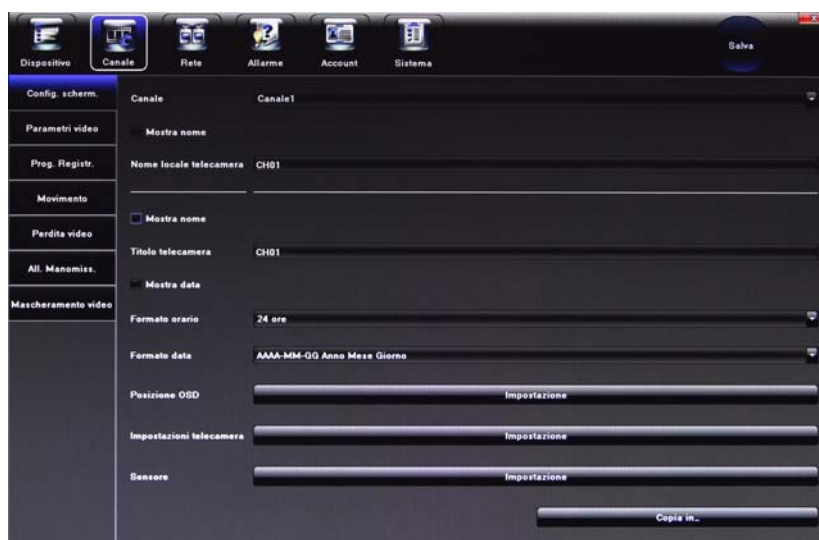 Dispositivo Canale Rete Allarme Account Sistema Salva
Config. scherm.
Canale Canale1
Parametri video
Mostra nome
Prog. Registr.
Nome locale telecamera CH01
Movimento
Mostra nome
Perdita video
Titolo telecamera CH01
All. Manomiss.
Mostra data
Mascheramento video
Formato orario 24 ore
Formato data AAAA-MM-GG Anno Mese Giorno
Posizione OSD Impostazione
Impostazioni telecamera Impostazione
Sensore Impostazione
Copia in...